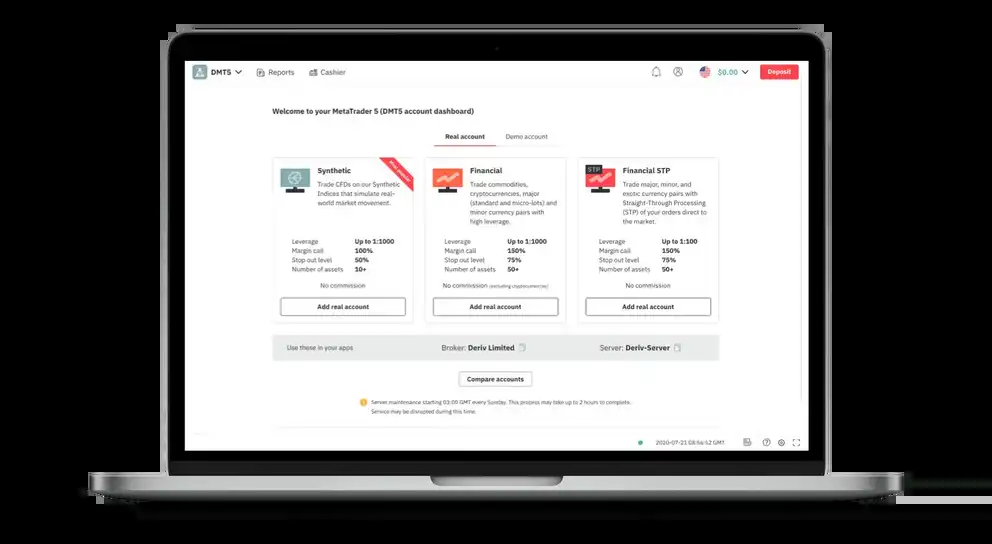 DMT5
Reports
Cashier
$0.00
Deposit
Welcome to your MetaTrader 5 (DMT5 account dashboard)
Real account
Demo account
Synthetic
Trade CFDs on our Synthetic
Indices that simulate real-
world market movement.
Leverage Up to 1:1000
Margin call 100%
Stop out level 50%
Number of assets 10+
No commission
Add real account
Financial
Trade commodities,
cryptocurrencies, major
(standard and micro-lots) and
minor currency pairs with
high leverage.
Leverage Up to 1:1000
Margin call 150%
Stop out level 75%
Number of assets 50+
No commission (excluding cryptocurrencies)
Add real account
STP
Financial STP
Trade major, minor, and
exotic currency pairs with
Straight-Through Processing
(STP) of your orders direct to
the market.
Leverage Up to 1:100
Margin call 150%
Stop out level 75%
Number of assets 50+
No commission
Add real account
Use these in your apps
Broker: Deriv Limited
Server: Deriv-Server
Compare accounts
Server maintenance starting 03:00 GMT every Sunday. This process may take up to 2 hours to complete.
Service may be disrupted during this time.
GMT